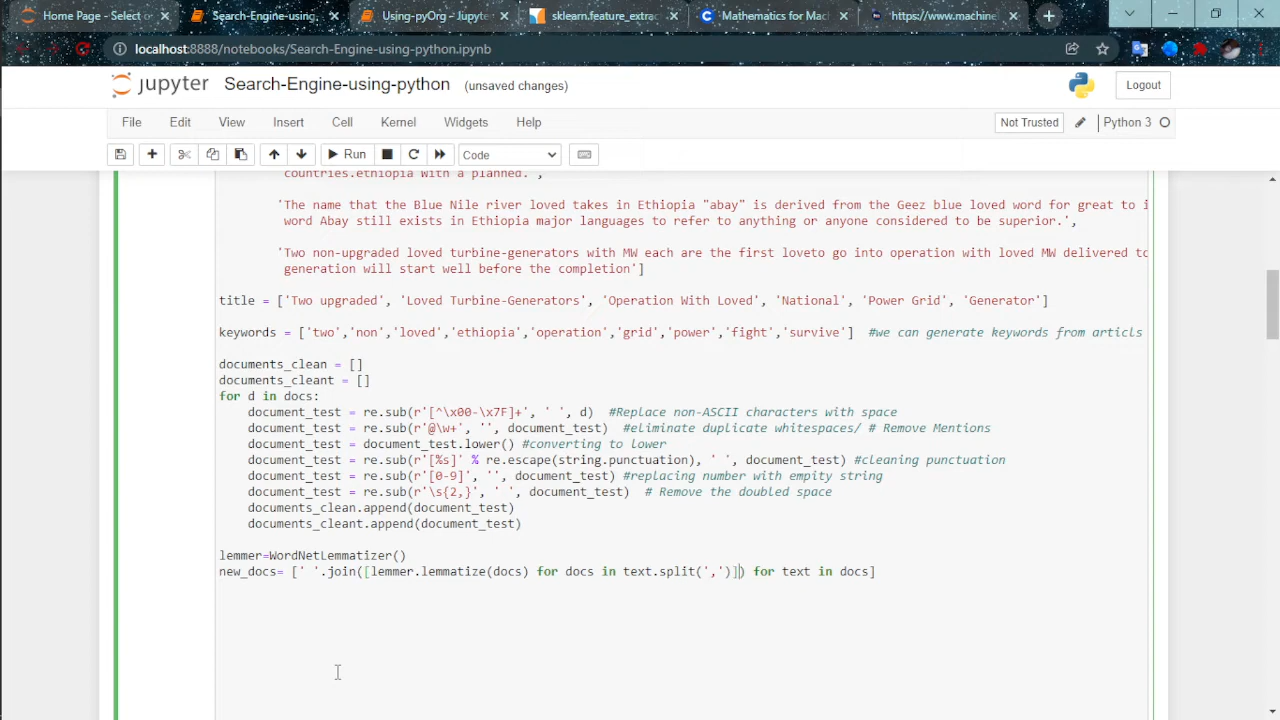 Home Page - Select o
Search-Engine-using
Using-pyOrg - Jupyter
sklearn.feature_extrac
Mathematics for Mac
https://www.machine
localhost:8888/notebooks/Search-Engine-using-python.ipynb
jupyter Search-Engine-using-python (unsaved changes) Logout
File Edit View Insert Cell Kernel Widgets Help Not Trusted Python 3
Run Code
countries.ethiopia with a planned.',
'The name that the Blue Nile river loved takes in Ethiopia "abay" is derived from the Geez blue loved word for great to i
word Abay still exists in Ethiopia major languages to refer to anything or anyone considered to be superior.',
'Two non-upgraded loved turbine-generators with MW each are the first loveto go into operation with loved MW delivered to
generation will start well before the completion']
title = ['Two upgraded', 'Loved Turbine-Generators', 'Operation With Loved', 'National', 'Power Grid', 'Generator']
keywords = ['two','non','loved','ethiopia','operation','grid','power','fight','survive'] #we can generate keywords from articls
documents_clean = []
documents_cleant = []
for d in docs:
document_test = re.sub(r'[^\x00-\x7F]+', ' ', d) #Replace non-ASCII characters with space
document_test = re.sub(r'@\w+', '', document_test) #eliminate duplicate whitespaces/ # Remove Mentions
document_test = document_test.lower() #converting to lower
document_test = re.sub(r'[%s]' % re.escape(string.punctuation), ' ', document_test) #cleaning punctuation
document_test = re.sub(r'[0-9]', '', document_test) #replacing number with empity string
document_test = re.sub(r'\s{2,}', ' ', document_test) # Remove the doubled space
documents_clean.append(document_test)
documents_cleant.append(document_test)
lemmer=WordNetLemmatizer()
new_docs= [' '.join([lemmer.lemmatize(docs) for docs in text.split(',')]) for text in docs]